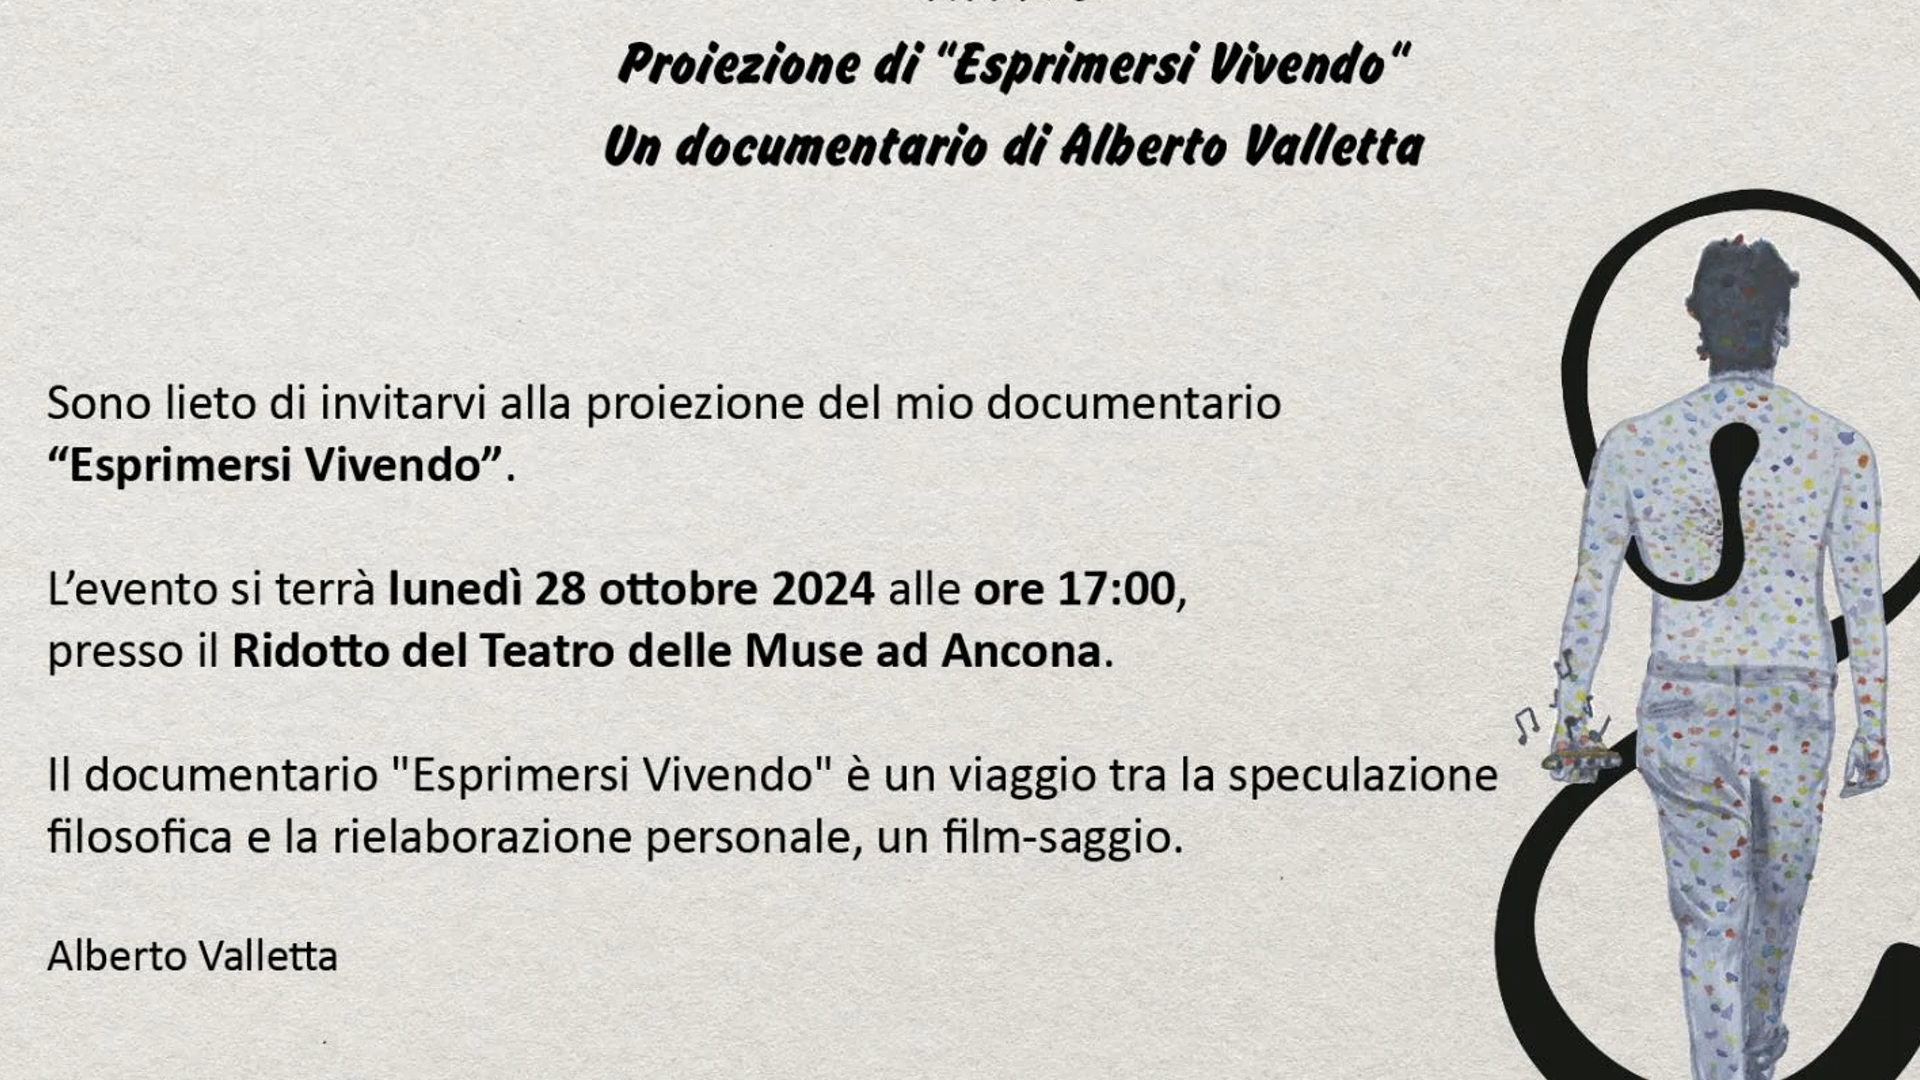 Proiezione di “Esprimersi Vivendo“
Un documentario di Alberto Valletta
Sono lieto di invitarvi alla proiezione del mio documentario
“Esprimersi Vivendo”.
L’evento si terrà lunedì 28 ottobre 2024 alle ore 17:00,
presso il Ridotto del Teatro delle Muse ad Ancona.
Il documentario "Esprimersi Vivendo" è un viaggio tra la speculazione
filosofica e la rielaborazione personale, un film-saggio.
Alberto Valletta